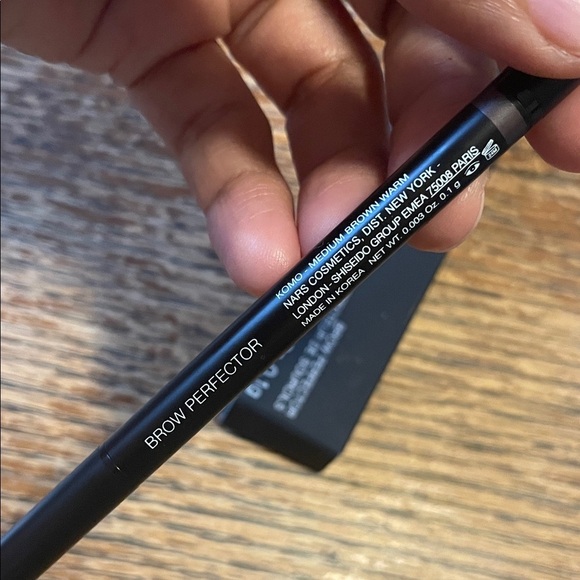 BROW PERFECTOR
KOMO - MEDIUM BROWN WARM
NARS COSMETICS, DIST. NEW YORK -
LONDON - SHISEIDO GROUP EMEA 75008 PARIS
MADE IN KOREA NET WT. 0.003 Oz. 0.1 g